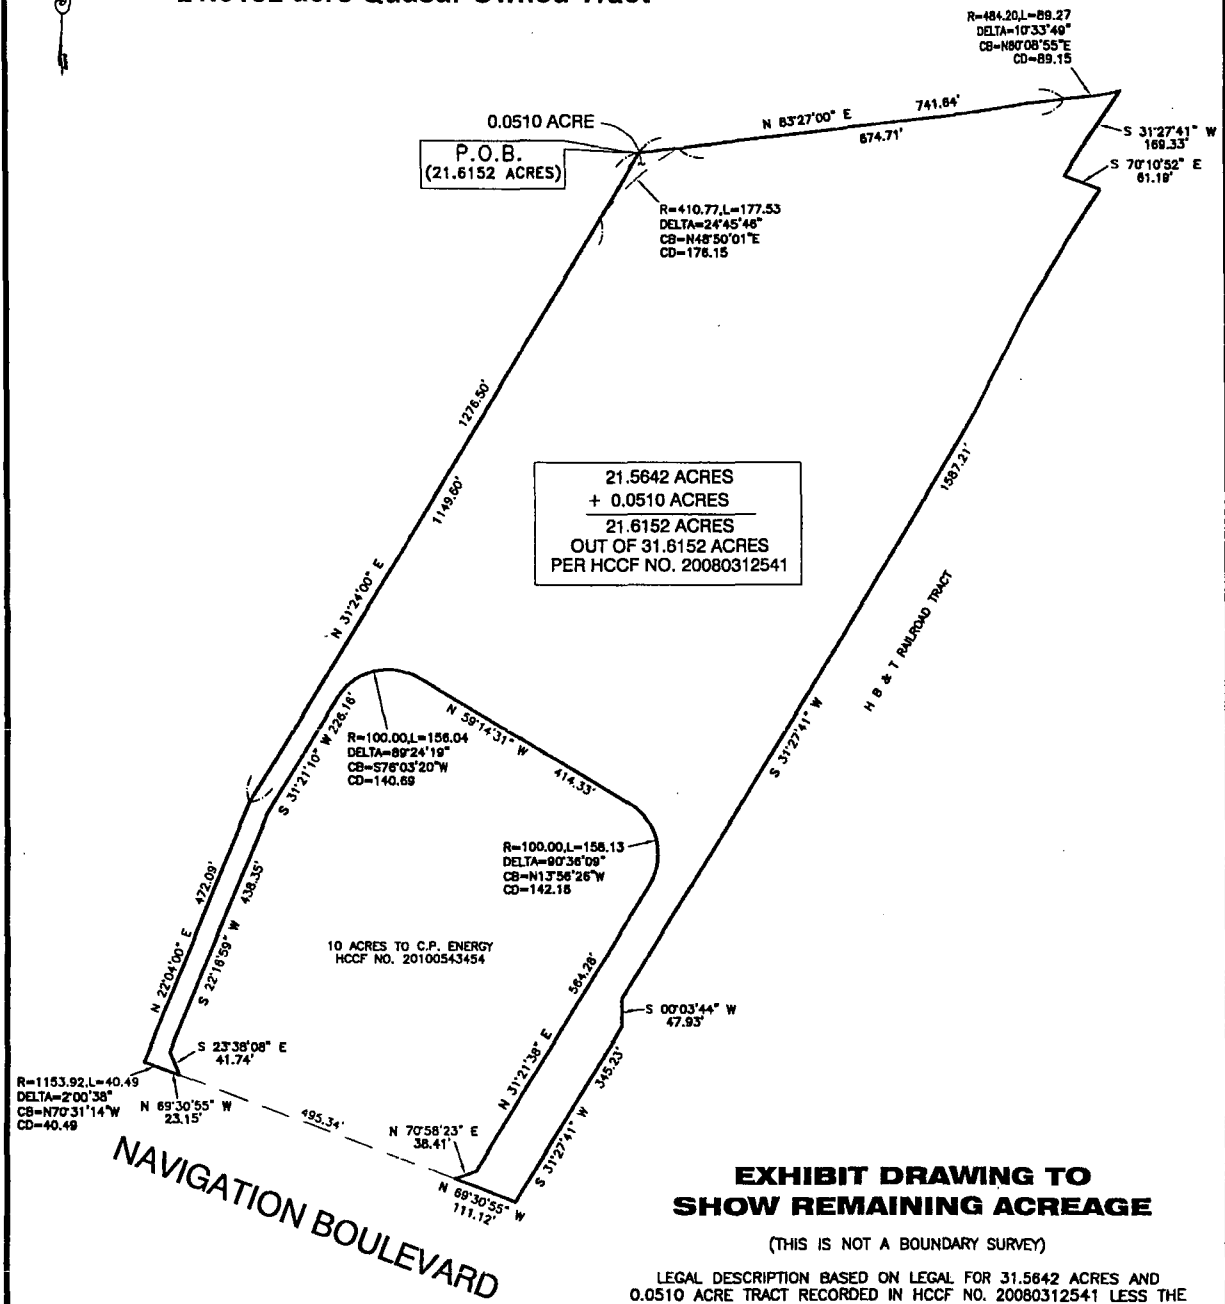 R=484.20,L=89.27
DELTA=10°33'49"
CB=N80°08'55"E
CD=89.15
0.0510 ACRE
P.O.B.
(21.6152 ACRES)
N 83°27'00" E
741.64'
674.71'
S 31°27'41" W
169.33'
S 70°10'52" E
61.19'
R=410.77,L=177.53
DELTA=24°45'46"
CB=N48°50'01"E
CD=176.15
1276.50'
1149.60'
N 31°24'00" E
21.5642 ACRES
+ 0.0510 ACRES
21.6152 ACRES
OUT OF 31.6152 ACRES
PER HCCF NO. 20080312541
1587.21'
H B & T RAILROAD TRACT
S 31°27'41" W
S 31°21'10" W 226.16'
R=100.00,L=156.04
DELTA=89°24'19"
CB=S76°03'20"W
CD=140.69
N 59°14'31" W
414.33'
R=100.00,L=158.13
DELTA=90°36'09"
CB=N13°56'26"W
CD=142.16
472.09'
N 22°04'00" E
438.35'
S 22°16'59" W
10 ACRES TO C.P. ENERGY
HCCF NO. 20100543454
564.28'
N 31°21'38" E
S 00°03'44" W
47.93'
345.23'
S 31°27'41" W
S 23°38'08" E
41.74'
R=1153.92,L=40.49
DELTA=2°00'38"
CB=N70°31'14"W
CD=40.49
N 69°30'55" W
23.15'
495.34'
N 70°58'23" E
38.41'
N 69°30'55" W
111.12'
NAVIGATION BOULEVARD
EXHIBIT DRAWING TO
SHOW REMAINING ACREAGE
(THIS IS NOT A BOUNDARY SURVEY)
LEGAL DESCRIPTION BASED ON LEGAL FOR 31.5642 ACRES AND
0.0510 ACRE TRACT RECORDED IN HCCF NO. 20080312541 LESS THE